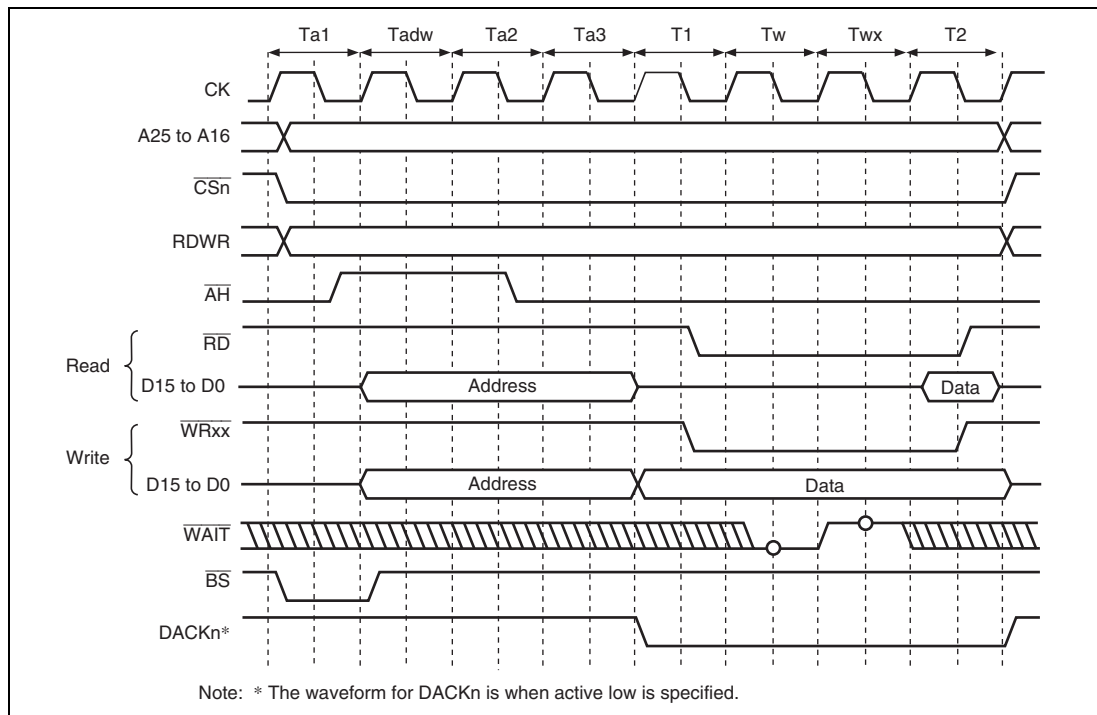 Ta1 Tadw Ta2 Ta3 T1 Tw Twx T2
CK
A25 to A16
CSn
RDWR
AH
Read
RD
D15 to D0 Address Data
Write
WRxx
D15 to D0 Address Data
WAIT
BS
DACKn*
Note: * The waveform for DACKn is when active low is specified.